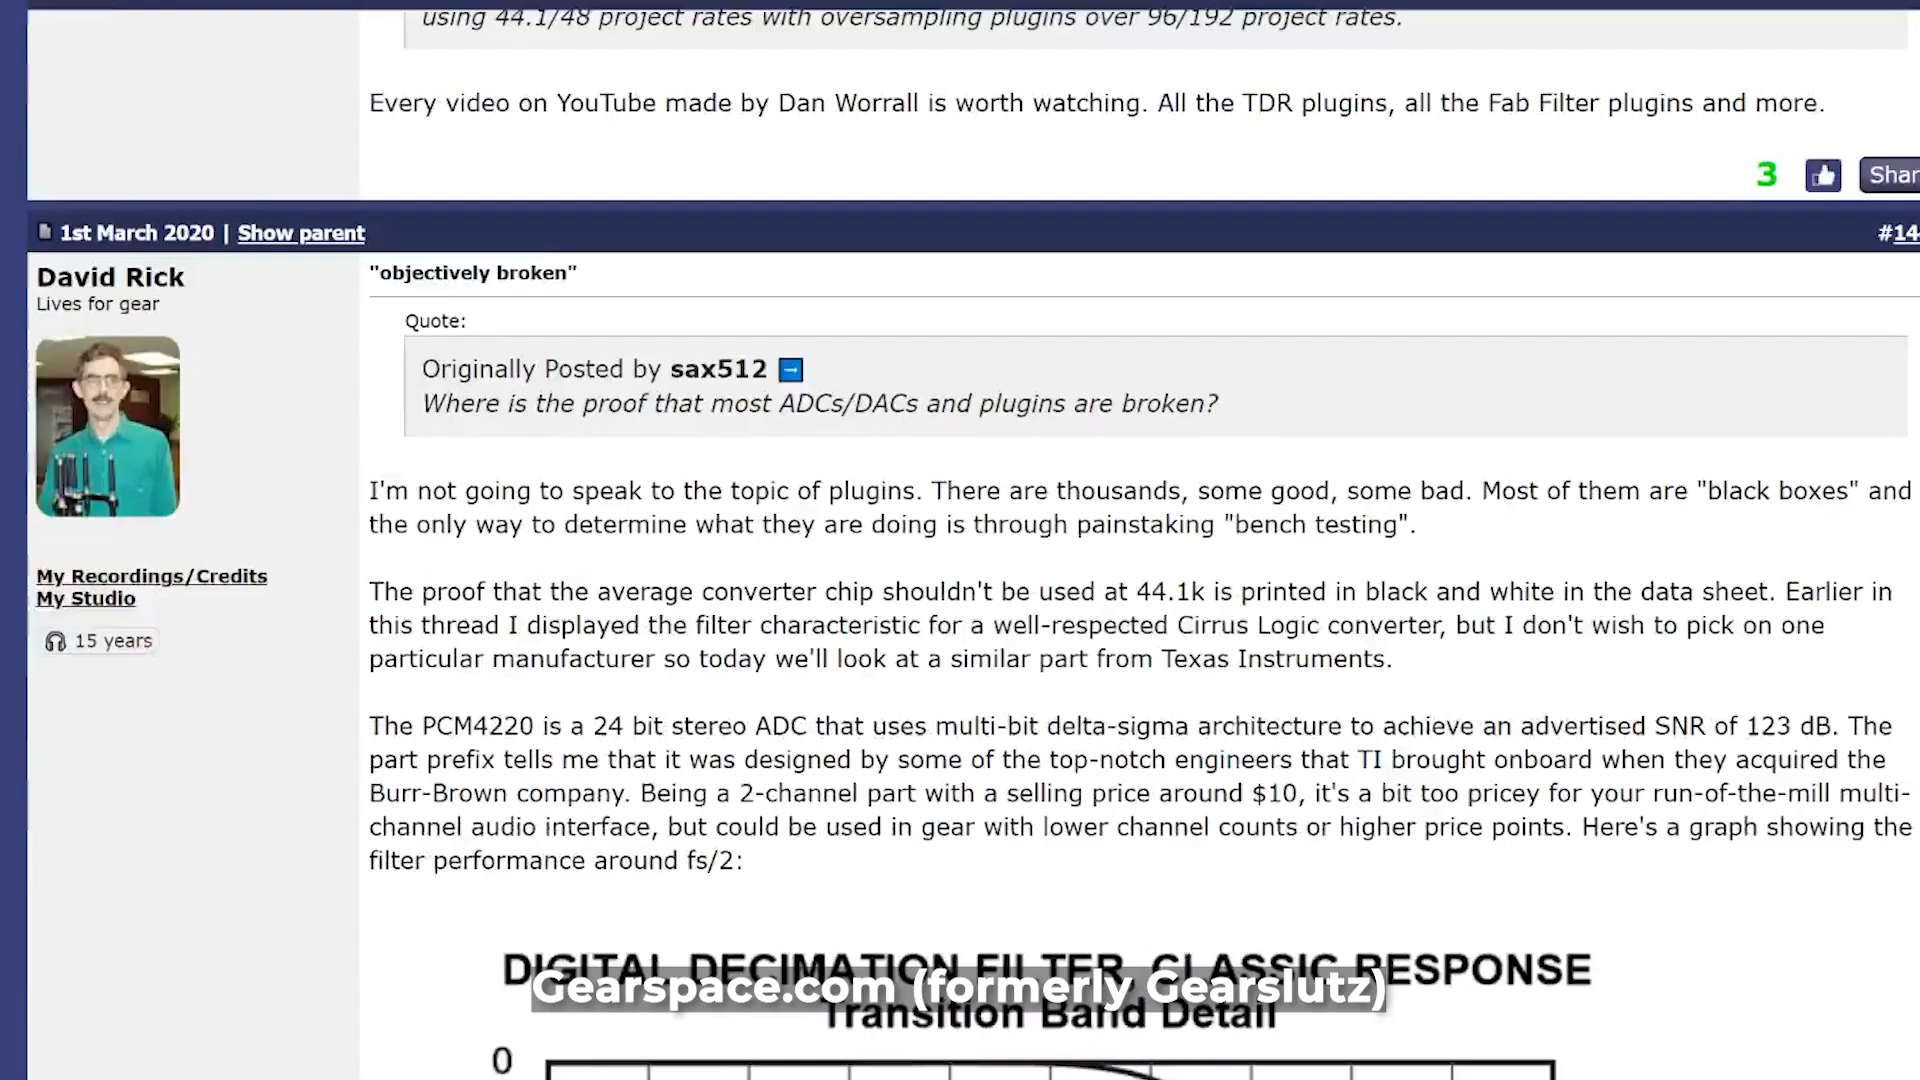 using 44.1/48 project rates with oversampling plugins over 96/192 project rates.
Every video on YouTube made by Dan Worrall is worth watching. All the TDR plugins, all the Fab Filter plugins and more.
3
Shar
1st March 2020 | Show parent
#14
David Rick
Lives for gear
My Recordings/Credits
My Studio
15 years
"objectively broken"
Quote:
Originally Posted by sax512
Where is the proof that most ADCs/DACs and plugins are broken?
I'm not going to speak to the topic of plugins. There are thousands, some good, some bad. Most of them are "black boxes" and
the only way to determine what they are doing is through painstaking "bench testing".
The proof that the average converter chip shouldn't be used at 44.1k is printed in black and white in the data sheet. Earlier in
this thread I displayed the filter characteristic for a well-respected Cirrus Logic converter, but I don't wish to pick on one
particular manufacturer so today we'll look at a similar part from Texas Instruments.
The PCM4220 is a 24 bit stereo ADC that uses multi-bit delta-sigma architecture to achieve an advertised SNR of 123 dB. The
part prefix tells me that it was designed by some of the top-notch engineers that TI brought onboard when they acquired the
Burr-Brown company. Being a 2-channel part with a selling price around $10, it's a bit too pricey for your run-of-the-mill multi-
channel audio interface, but could be used in gear with lower channel counts or higher price points. Here's a graph showing the
filter performance around fs/2:
DIGITAL DECIMATION FILTER, CLASSIC RESPONSE
Gearspace.com (formerly Gearslutz)
Transition Band Detail
0